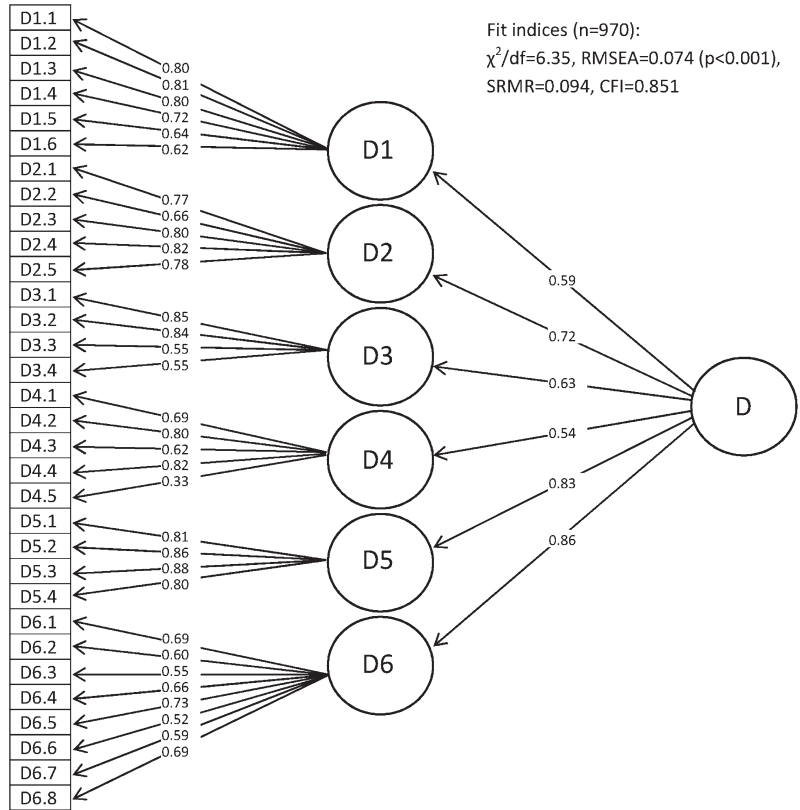 Fit indices (n=970):
χ²/df=6.35, RMSEA=0.074 (p<0.001),
SRMR=0.094, CFI=0.851
D1.1
D1.2
D1.3
D1.4
D1.5
D1.6
D2.1
D2.2
D2.3
D2.4
D2.5
D3.1
D3.2
D3.3
D3.4
D4.1
D4.2
D4.3
D4.4
D4.5
D5.1
D5.2
D5.3
D5.4
D6.1
D6.2
D6.3
D6.4
D6.5
D6.6
D6.7
D6.8
0.80
0.81
0.80
0.72
0.64
0.62
0.77
0.66
0.80
0.82
0.78
0.85
0.84
0.55
0.55
0.69
0.80
0.62
0.82
0.33
0.81
0.86
0.88
0.80
0.69
0.60
0.55
0.66
0.73
0.52
0.59
0.69
D1
D2
D3
D4
D5
D6
0.59
0.72
0.63
0.54
0.83
0.86
D